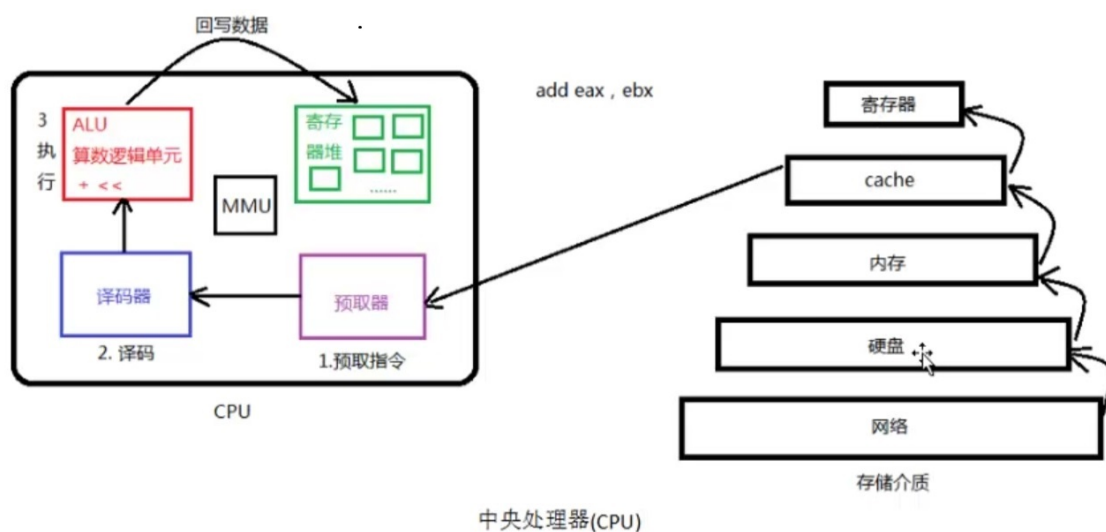 回写数据
3
执
行
ALU
算数逻辑单元
+ <<
寄存
器堆
......
MMU
译码器
预取器
2. 译码
1.预取指令
CPU
add eax , ebx
寄存器
cache
内存
硬盘
网络
存储介质
中央处理器(CPU)